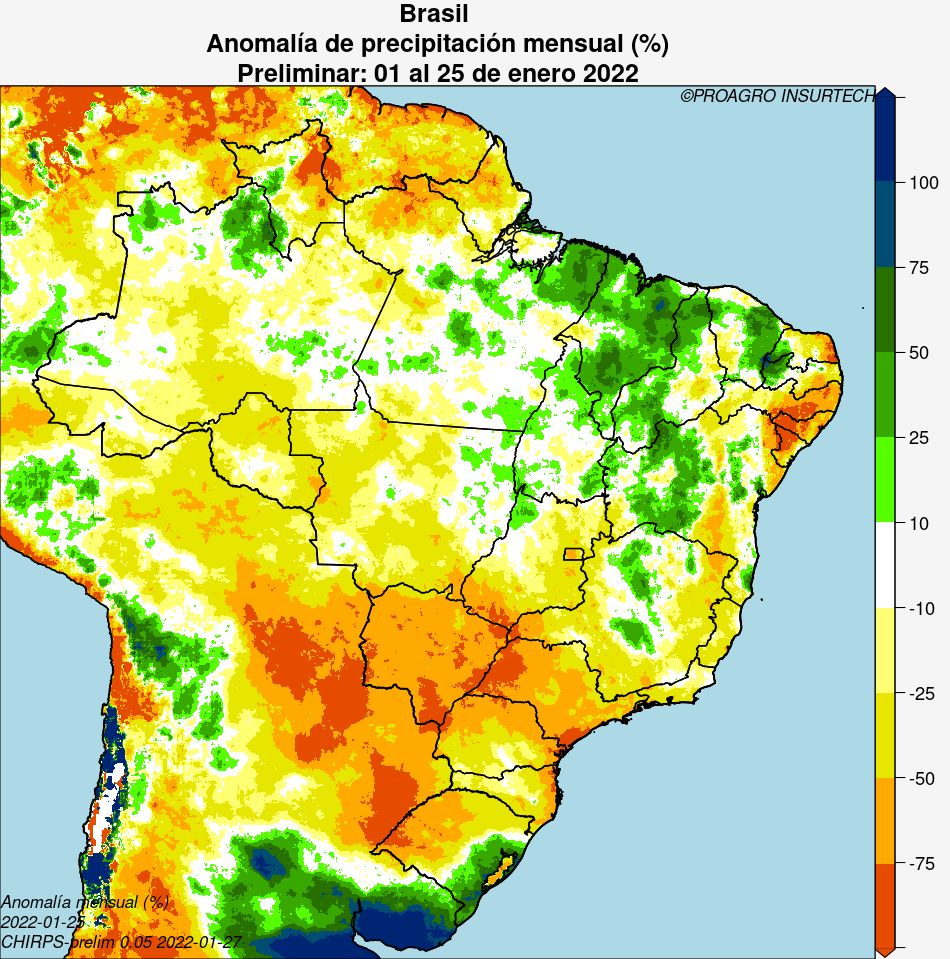 Brasil
Anomalía de precipitación mensual (%)
Preliminar: 01 al 25 de enero 2022
©PROAGRO INSURTECH
100
75
50
25
10
-10
-25
-50
-75
Anomalía mensual (%)
2022-01-25
CHIRPS-prelim 0.05 2022-01-27